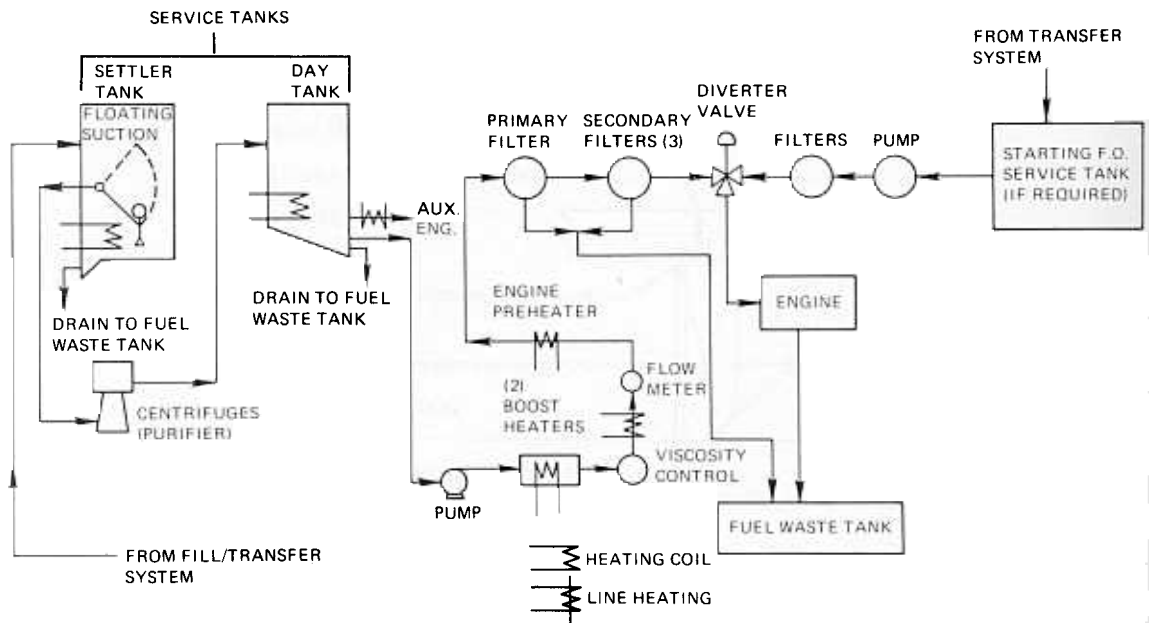 SERVICE TANKS
SETTLER
TANK
FLOATING
SUCTION
DAY
TANK
DRAIN TO FUEL
WASTE TANK
DRAIN TO FUEL
WASTE TANK
CENTRIFUGES
(PURIFIER)
FROM FILL/TRANSFER
SYSTEM
AUX.
ENG.
PRIMARY
FILTER
SECONDARY
FILTERS (3)
DIVERTER
VALVE
FILTERS
PUMP
FROM TRANSFER
SYSTEM
STARTING F.O.
SERVICE TANK
(IF REQUIRED)
ENGINE
PREHEATER
ENGINE
FLOW
METER
(2)
BOOST
HEATERS
VISCOSITY
CONTROL
PUMP
FUEL WASTE TANK
HEATING COIL
LINE HEATING